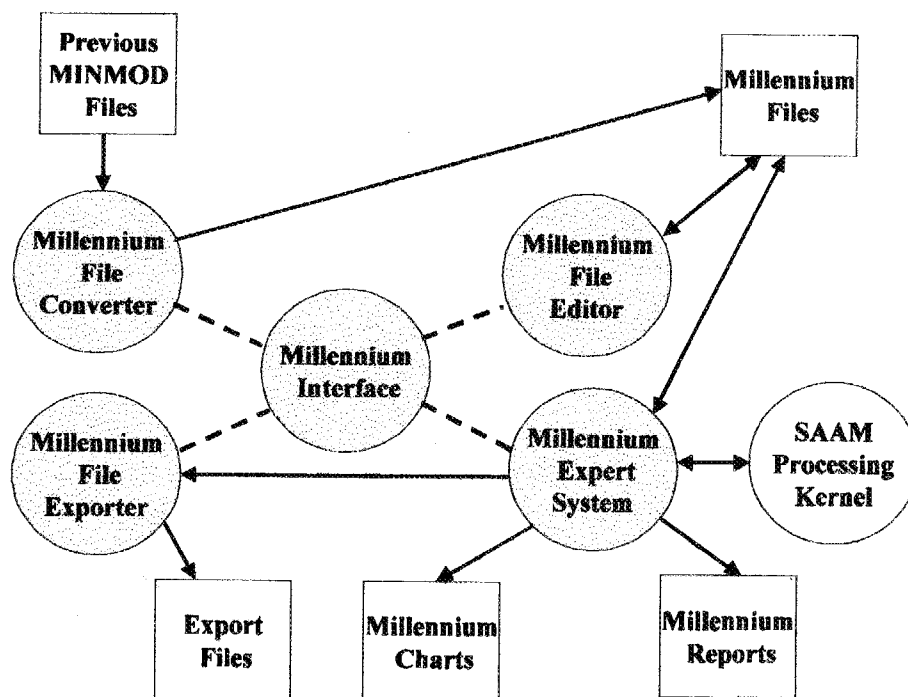 Previous
MINMOD
Files
Millennium
Files
Millennium
File
Converter
Millennium
File
Editor
Millennium
Interface
Millennium
File
Exporter
Millennium
Expert
System
SAAM
Processing
Kernel
Export
Files
Millennium
Charts
Millennium
Reports